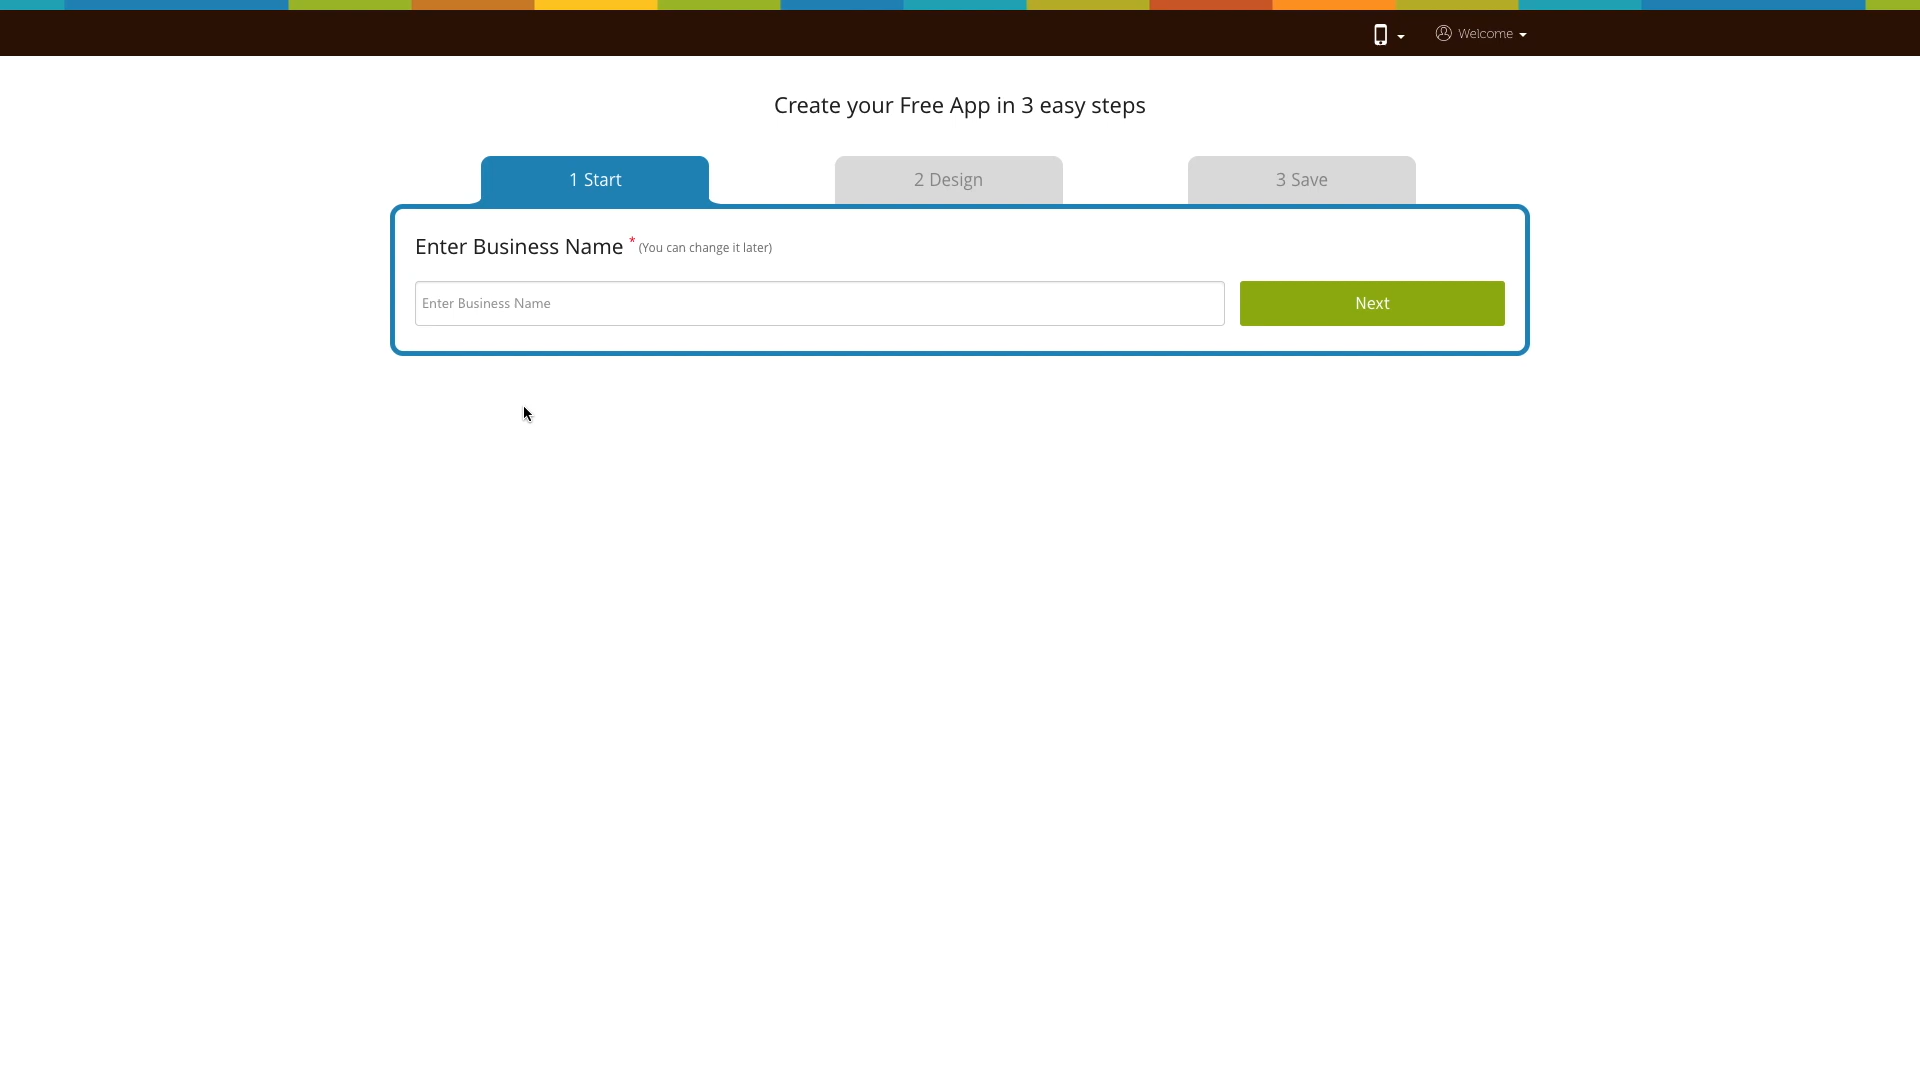 Welcome
Create your Free App in 3 easy steps
1 Start
2 Design
3 Save
Enter Business Name * (You can change it later)
Enter Business Name
Next